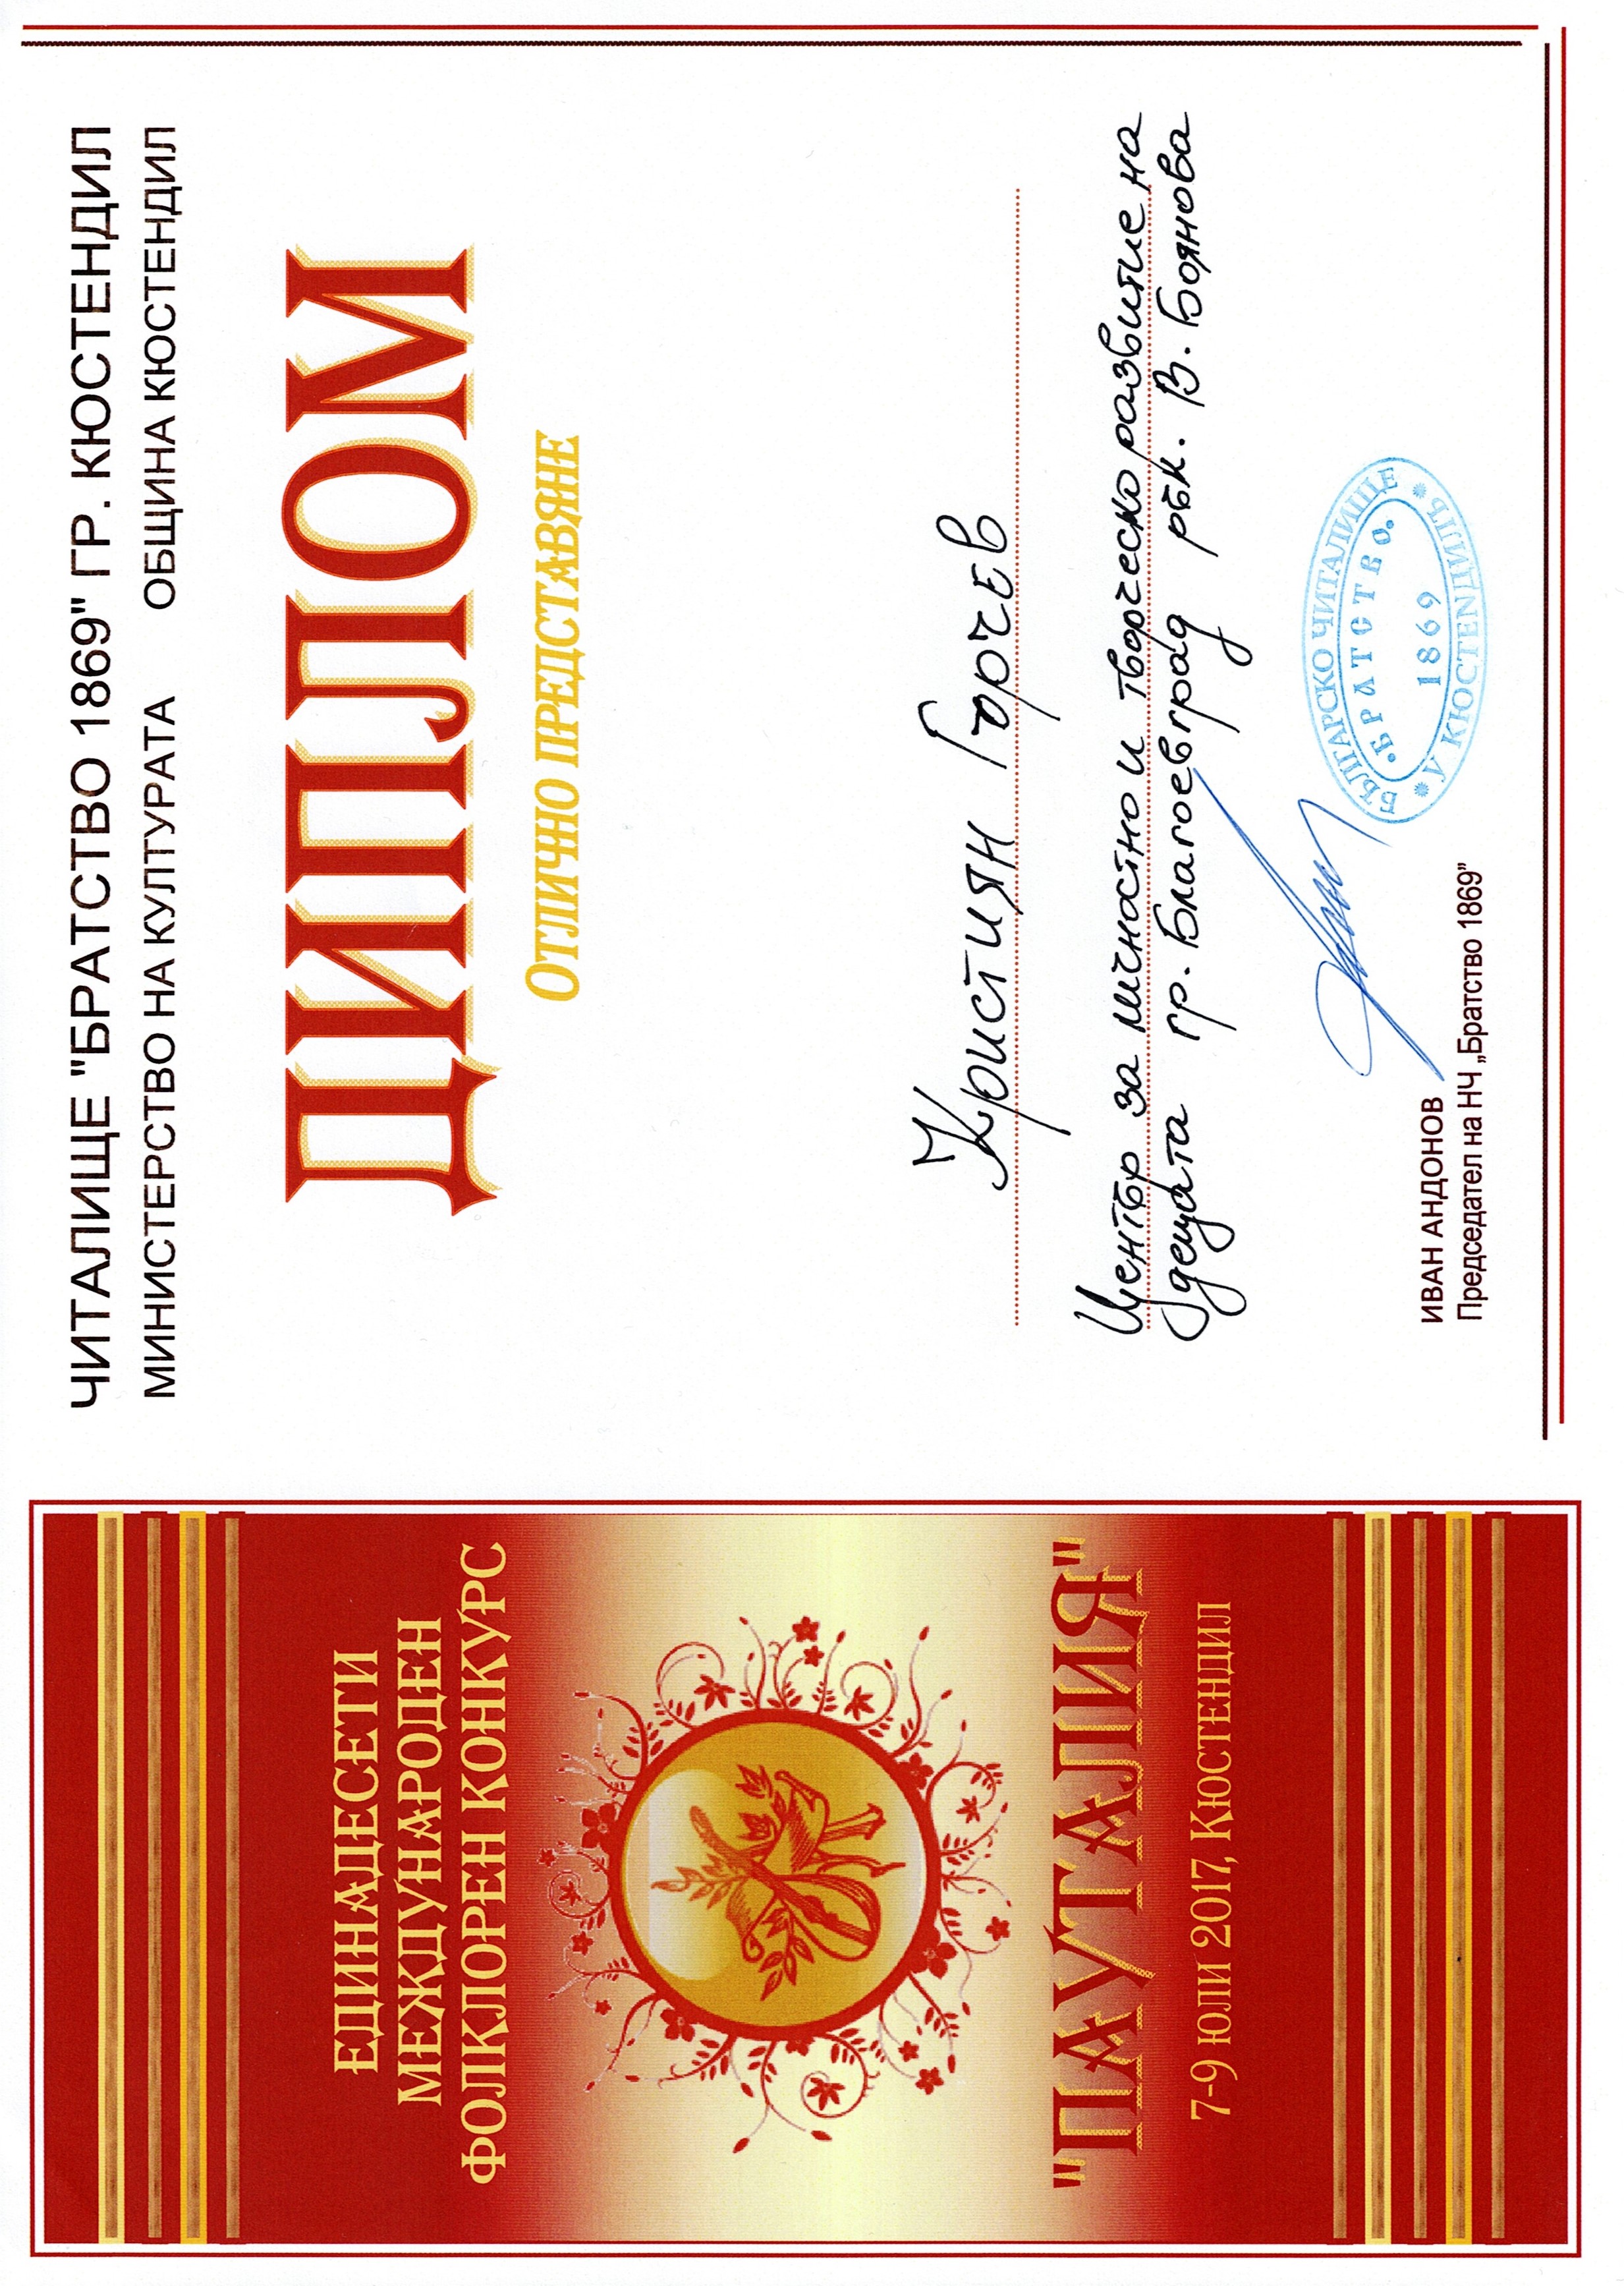 ЕДИНАДЕСЕТИ
МЕЖДУНАРОДЕН
ФОЛКЛОРЕН КОНКУРС
"ПАУТАЛИЯ"
7-9 ЮЛИ 2017, КЮСТЕНДИЛ
ЧИТАЛИЩЕ "БРАТСТВО 1869" ГР. КЮСТЕНДИЛ
МИНИСТЕРСТВО НА КУЛТУРАТА ОБЩИНА КЮСТЕНДИЛ
ДИПЛОМ
ОТЛИЧНО ПРЕДСТАВЯНЕ
Кристиян Горчев
Център за личностно и творческо развитие на
децата гр. Благоевград рък. В. Боянова
ИВАН АНДОНОВ
Председател на НЧ „Братство 1869”
БЪЛГАРСКО ЧИТАЛИЩЕ
БРАТСТВО
1869
У КЮСТЕNДИЛЪ